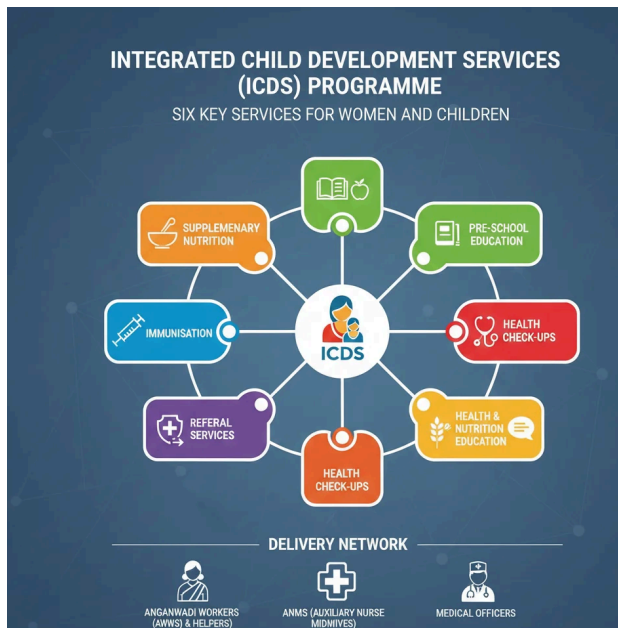 INTEGRATED CHILD DEVELOPMENT SERVICES
(ICDS) PROGRAMME
SIX KEY SERVICES FOR WOMEN AND CHILDREN
SUPPLEMENARY
NUTRITION
PRE-SCHOOL
EDUCATION
IMMUNISATION
ICDS
HEALTH
CHECK-UPS
REFERAL
SERVICES
HEALTH &
NUTRITION
EDUCATION
HEALTH
CHECK-UPS
DELIVERY NETWORK
ANGANWADI WORKERS
(AWWS) & HELPERS)
ANMS (AUXILIARY NURSE
MIDWIVES)
MEDICAL OFFICERS